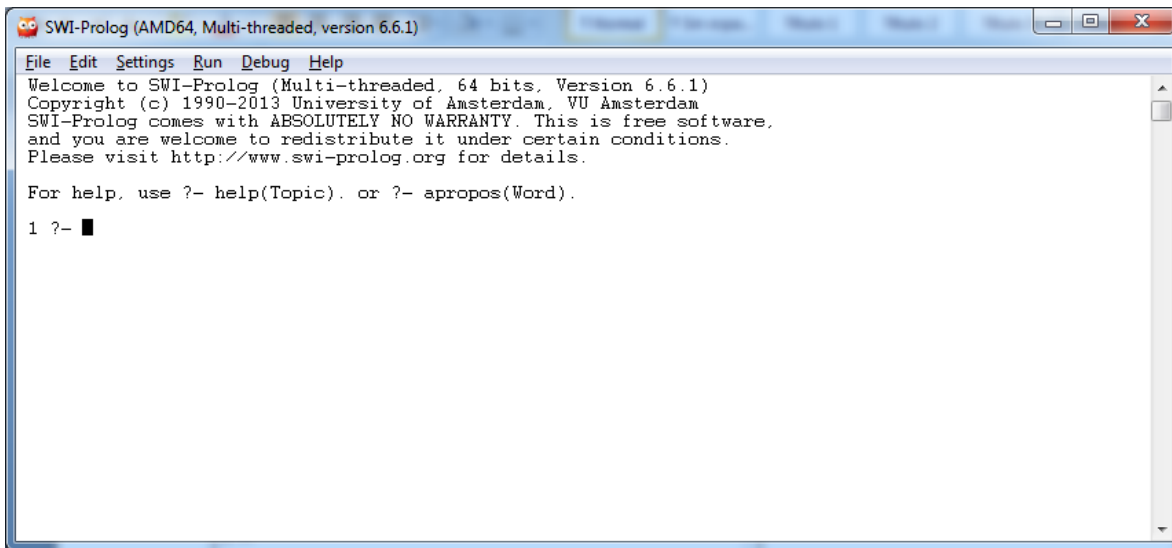 SWI-Prolog (AMD64, Multi-threaded, version 6.6.1)
File Edit Settings Run Debug Help
Welcome to SWI-Prolog (Multi-threaded, 64 bits, Version 6.6.1)
Copyright (c) 1990-2013 University of Amsterdam, VU Amsterdam
SWI-Prolog comes with ABSOLUTELY NO WARRANTY. This is free software,
and you are welcome to redistribute it under certain conditions.
Please visit http://www.swi-prolog.org for details.
For help, use ?- help(Topic). or ?- apropos(Word).
1 ?-